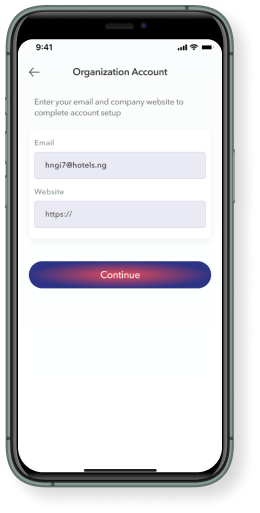 9:41
Organization Account
Enter your email and company website to
complete account setup
Email
hngi7@hotels.ng
Website
https://
Continue